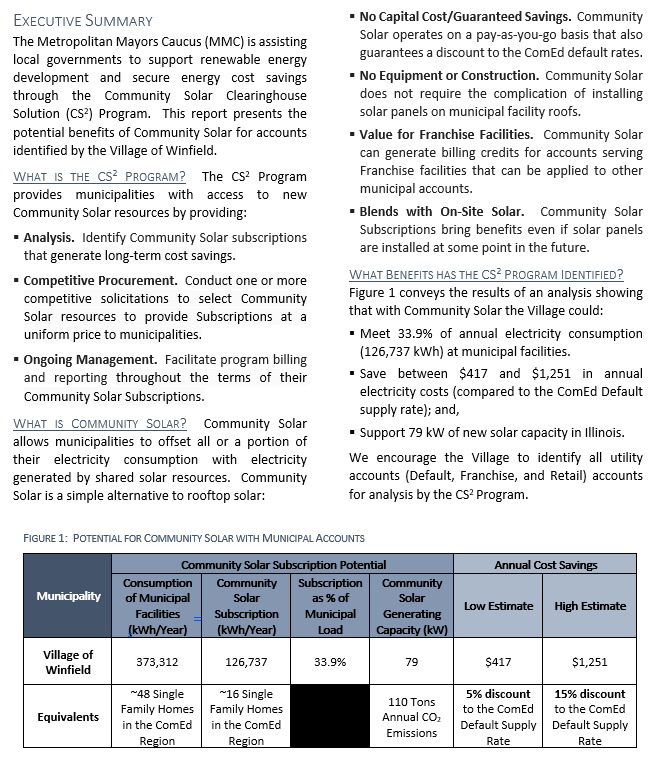 EXECUTIVE SUMMARY
The Metropolitan Mayors Caucus (MMC) is assisting
local governments to support renewable energy
development and secure energy cost savings
through the Community Solar Clearinghouse
Solution (CS²) Program. This report presents the
potential benefits of Community Solar for accounts
identified by the Village of Winfield.
WHAT IS THE CS² PROGRAM? The CS² Program
provides municipalities with access to new
Community Solar resources by providing:
▪ Analysis. Identify Community Solar subscriptions
that generate long-term cost savings.
▪ Competitive Procurement. Conduct one or more
competitive solicitations to select Community
Solar resources to provide Subscriptions at a
uniform price to municipalities.
▪ Ongoing Management. Facilitate program billing
and reporting throughout the terms of their
Community Solar Subscriptions.
WHAT IS COMMUNITY SOLAR? Community Solar
allows municipalities to offset all or a portion of
their electricity consumption with electricity
generated by shared solar resources. Community
Solar is a simple alternative to rooftop solar:
▪ No Capital Cost/Guaranteed Savings. Community
Solar operates on a pay-as-you-go basis that also
guarantees a discount to the ComEd default rates.
▪ No Equipment or Construction. Community Solar
does not require the complication of installing
solar panels on municipal facility roofs.
▪ Value for Franchise Facilities. Community Solar
can generate billing credits for accounts serving
Franchise facilities that can be applied to other
municipal accounts.
▪ Blends with On-Site Solar. Community Solar
Subscriptions bring benefits even if solar panels
are installed at some point in the future.
WHAT BENEFITS HAS THE CS² PROGRAM IDENTIFIED?
Figure 1 conveys the results of an analysis showing
that with Community Solar the Village could:
▪ Meet 33.9% of annual electricity consumption
(126,737 kWh) at municipal facilities.
▪ Save between $417 and $1,251 in annual
electricity costs (compared to the ComEd Default
supply rate); and,
▪ Support 79 kW of new solar capacity in Illinois.
We encourage the Village to identify all utility
accounts (Default, Franchise, and Retail) accounts
for analysis by the CS² Program.
FIGURE 1: POTENTIAL FOR COMMUNITY SOLAR WITH MUNICIPAL ACCOUNTS
Municipality
Community Solar Subscription Potential
Annual Cost Savings
Consumption
of Municipal
Facilities
(kWh/Year)
Community
Solar
Subscription
(kWh/Year)
Subscription
as % of
Municipal
Load
Community
Solar
Generating
Capacity (kW)
Low Estimate
High Estimate
Village of
Winfield
373,312
126,737
33.9%
79
$417
$1,251
Equivalents
~48 Single
Family Homes
in the ComEd
Region
~16 Single
Family Homes
in the ComEd
Region
110 Tons
Annual CO₂
Emissions
5% discount
to the ComEd
Default Supply
Rate
15% discount
to the ComEd
Default Supply
Rate